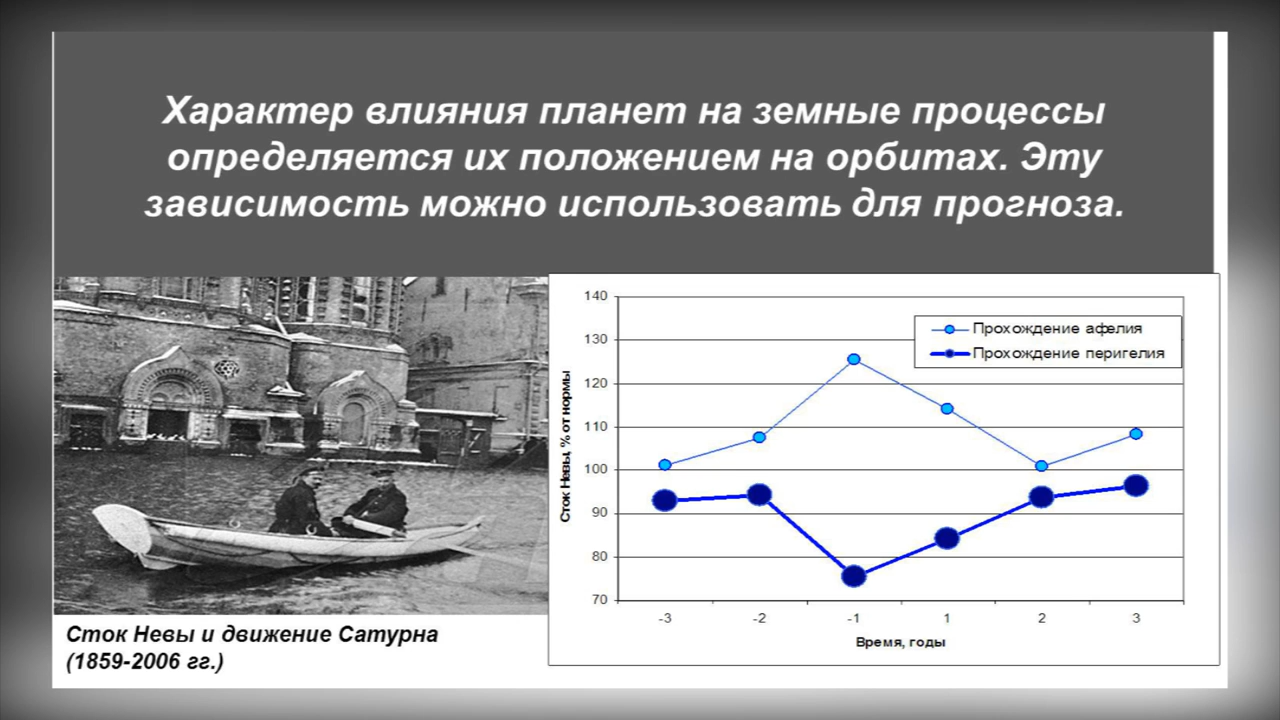 Характер влияния планет на земные процессы
определяется их положением на орбитах. Эту
зависимость можно использовать для прогноза.
140
130
120
110
100
90
80
70
Сток Невы, % от нормы
Прохождение афелия
Прохождение перигелия
-3 -2 -1 1 2 3
Время, годы
Сток Невы и движение Сатурна
(1859-2006 гг.)